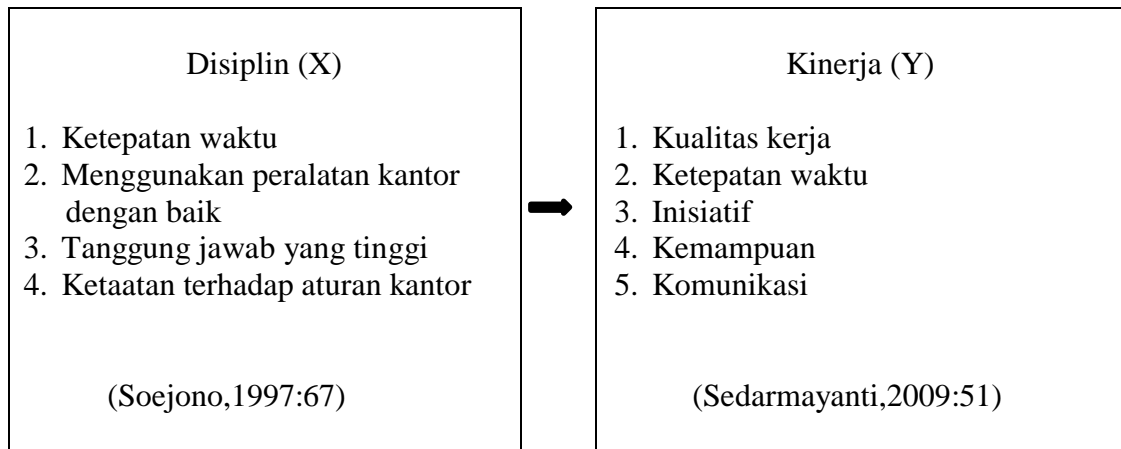 Disiplin (X)
1. Ketepatan waktu
2. Menggunakan peralatan kantor
dengan baik
3. Tanggung jawab yang tinggi
4. Ketaatan terhadap aturan kantor
(Soejono,1997:67)
Kinerja (Y)
1. Kualitas kerja
2. Ketepatan waktu
3. Inisiatif
4. Kemampuan
5. Komunikasi
(Sedarmayanti,2009:51)